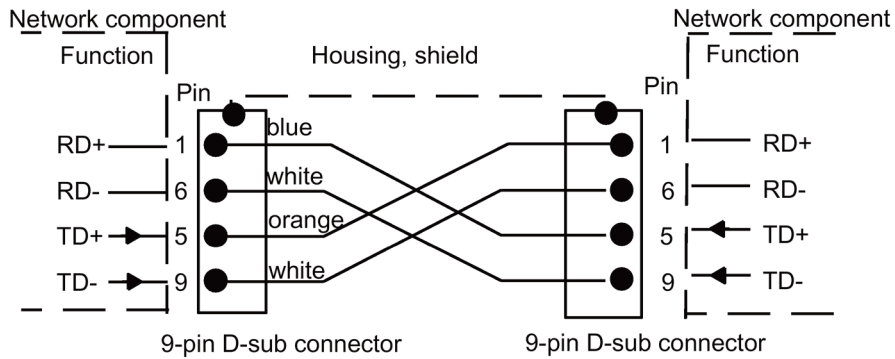 Network component Network component
Function Housing, shield Function
Pin Pin
blue
RD+ 1 1 RD+
white
RD- 6 6 RD-
orange
TD+ 5 5 TD+
white
TD- 9 9 TD-
9-pin D-sub connector 9-pin D-sub connector